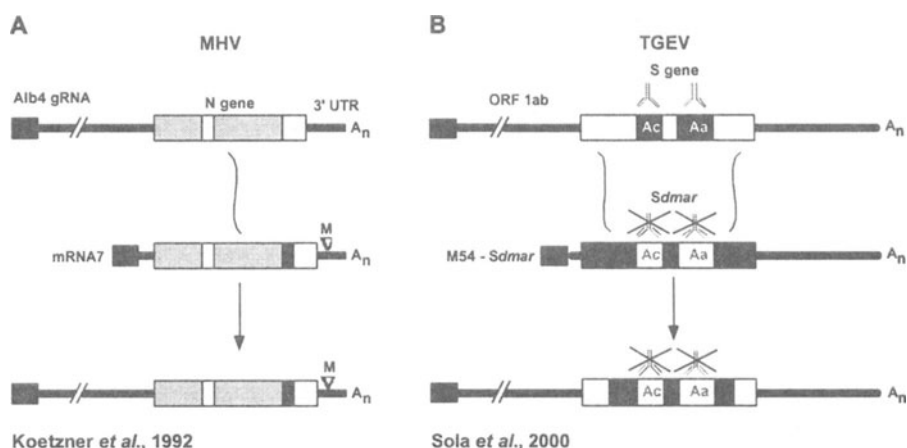 A
MHV
Alb4 gRNA
N gene
3' UTR
An
mRNA7
M
An
M
An
Koetzner et al., 1992
B
TGEV
S gene
ORF 1ab
Ac
Aa
An
Sdmar
M54 - Sdmar
Ac
Aa
An
Ac
Aa
An
Sola et al., 2000